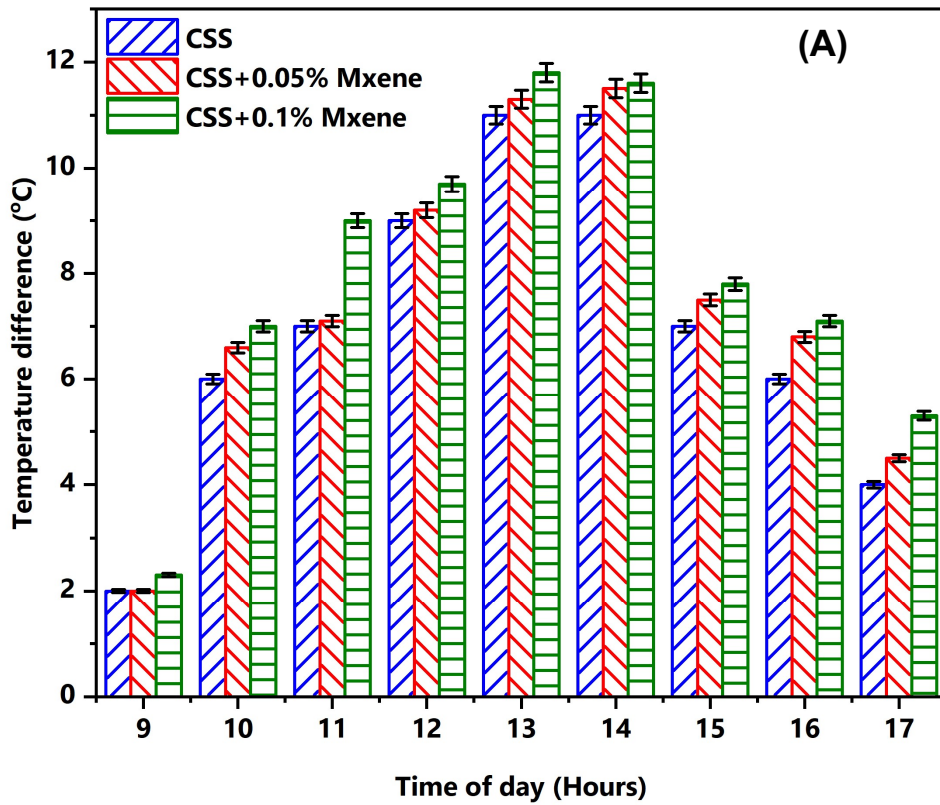 (A)
CSS
CSS+0.05% Mxene
CSS+0.1% Mxene
Temperature difference (°C)
12
10
8
6
4
2
0
9 10 11 12 13 14 15 16 17
Time of day (Hours)